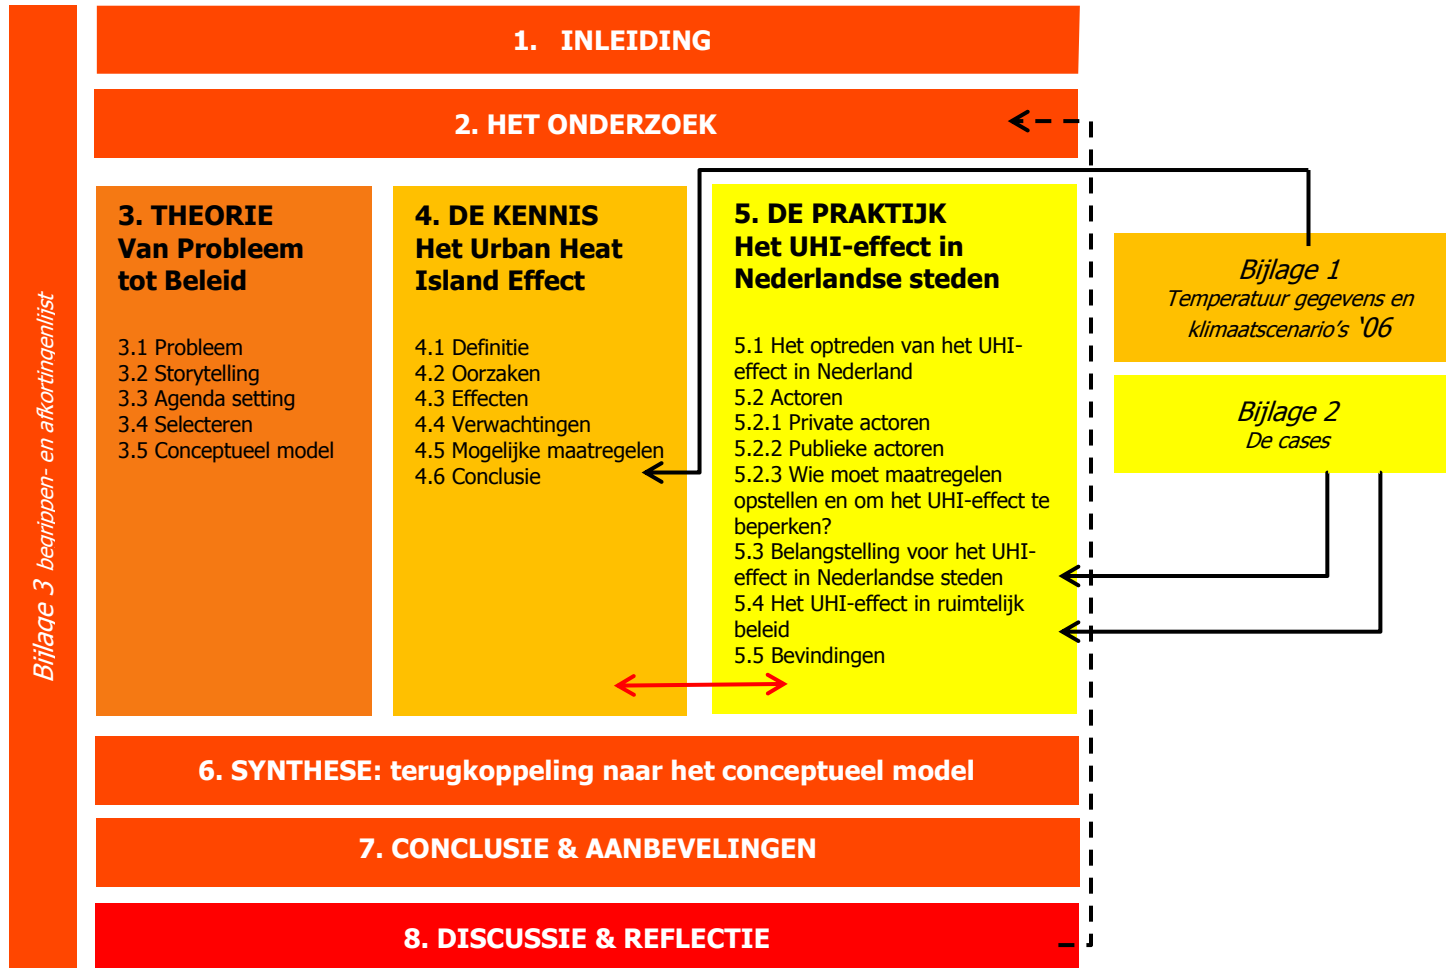 1. INLEIDING
2. HET ONDERZOEK
3. THEORIE
Van Probleem
tot Beleid
3.1 Probleem
3.2 Storytelling
3.3 Agenda setting
3.4 Selecteren
3.5 Conceptueel model
4. DE KENNIS
Het Urban Heat
Island Effect
4.1 Definitie
4.2 Oorzaken
4.3 Effecten
4.4 Verwachtingen
4.5 Mogelijke maatregelen
4.6 Conclusie
5. DE PRAKTIJK
Het UHI-effect in
Nederlandse steden
5.1 Het optreden van het UHI-
effect in Nederland
5.2 Actoren
5.2.1 Private actoren
5.2.2 Publieke actoren
5.2.3 Wie moet maatregelen
opstellen en om het UHI-effect te
beperken?
5.3 Belangstelling voor het UHI-
effect in Nederlandse steden
5.4 Het UHI-effect in ruimtelijk
beleid
5.5 Bevindingen
Bijlage 1
Temperatuur gegevens en
klimaatscenario's ‘06
Bijlage 2
De cases
6. SYNTHESE: terugkoppeling naar het conceptueel model
7. CONCLUSIE & AANBEVELINGEN
8. DISCUSSIE & REFLECTIE
Bijlage 3 begrippen- en afkortingenlijst